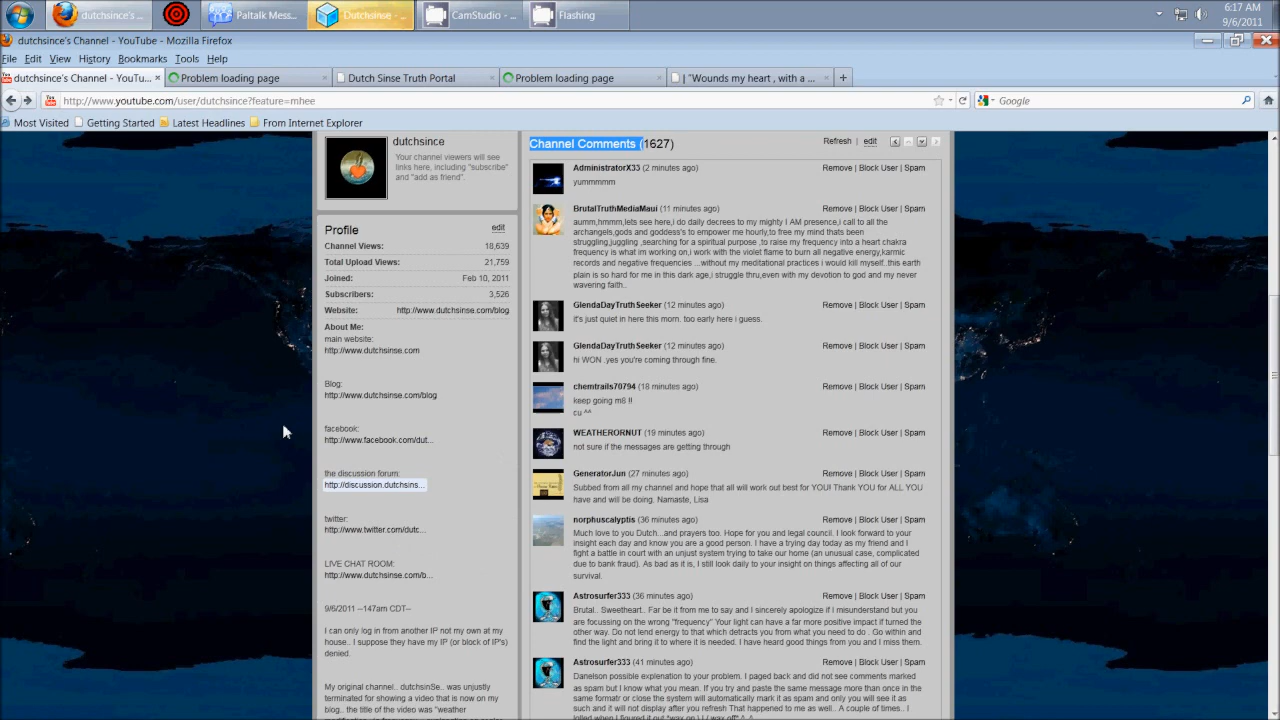 Paltalk Mess...
Dutchsinse - ...
CamStudio - ...
Flashing
6:17 AM
9/6/2011
dutchsince's Channel - YouTube - Mozilla Firefox
File Edit View History Bookmarks Tools Help
dutchsince's Channel - YouTu...
Problem loading page
Dutch Sinse Truth Portal
Problem loading page
| "Wounds my heart , with a ...
http://www.youtube.com/user/dutchsince?feature=mhee
Google
Most Visited Getting Started Latest Headlines From Internet Explorer
dutchsince
Your channel viewers will see
links here, including "subscribe"
and "add as friend".
Profile
edit
Channel Views: 18,639
Total Upload Views: 21,759
Joined: Feb 10, 2011
Subscribers: 3,526
Website: http://www.dutchsinse.com/blog
About Me:
main website:
http://www.dutchsinse.com
Blog:
http://www.dutchsinse.com/blog
facebook:
http://www.facebook.com/dut...
the discussion forum:
http://discussion.dutchsins...
twitter:
http://www.twitter.com/dutc...
LIVE CHAT ROOM:
http://www.dutchsinse.com/b...
9/6/2011 --147am CDT--
I can only log in from another IP not my own at my
house.. I suppose they have my IP (or block of IP's)
denied.
My original channel.. dutchsinSe.. was unjustly
terminated for showing a video that is now on my
blog.. the title of the video was "weather
Channel Comments (1627)
Refresh | edit
AdministratorX33 (2 minutes ago) Remove | Block User | Spam
yummmmm
BrutalTruthMediaMaui (11 minutes ago) Remove | Block User | Spam
aumm,hmmm,lets see here,i do daily decrees to my mighty I AM presence,i call to all the
archangels,gods and goddess's to empower me hourly,to free my mind thats been
struggling,juggling ,searching for a spiritual purpose ,to raise my frequency into a heart chakra
frequency is what im working on,i work with the violet flame to burn all negative energy,karmic
records and negative frequencies ...without my meditational practices i would kill myself..this earth
plain is so hard for me in this dark age,i struggle thru,even with my devotion to god and my never
wavering faith..
GlendaDayTruthSeeker (12 minutes ago) Remove | Block User | Spam
it's just quiet in here this morn. too early here i guess.
GlendaDayTruthSeeker (12 minutes ago) Remove | Block User | Spam
hi WON .yes you're coming through fine.
chemtrails70794 (18 minutes ago) Remove | Block User | Spam
keep going m8 !!
cu ^^
WEATHERORNUT (19 minutes ago) Remove | Block User | Spam
not sure if the messages are getting through
GeneratorJun (27 minutes ago) Remove | Block User | Spam
Subbed from all my channel and hope that all will work out best for YOU! Thank YOU for ALL YOU
have and will be doing. Namaste, Lisa
norphuscalyptis (36 minutes ago) Remove | Block User | Spam
Much love to you Dutch...and prayers too. Hope for you and legal council. I look forward to your
insight each day and know you are a good person. I have a trying day today as my friend and I
fight a battle in court with an unjust system trying to take our home (an unusual case, complicated
due to bank fraud). As bad as it is, I still look daily to your insight on things affecting all of our
survival.
Astrosurfer333 (36 minutes ago) Remove | Block User | Spam
Brutal.. Sweetheart.. Far be it from me to say and I sincerely apologize if I misunderstand but you
are focussing on the wrong "frequency" Your light can have a far more positive impact if turned the
other way. Do not lend energy to that which detracts you from what you need to do . Go within and
find the light and bring it to where it is needed. I have heard good things from you and I miss them.
Astrosurfer333 (41 minutes ago) Remove | Block User | Spam
Danelson possible explanation to your problem. I paged back and did not see comments marked
as spam but I know what you mean. If you try and paste the same message more than once in the
same formatr or close the system will automatically mark it as spam and only you will see it as
such and it will not display after you refresh That happened to me as well.. A couple of times.. I